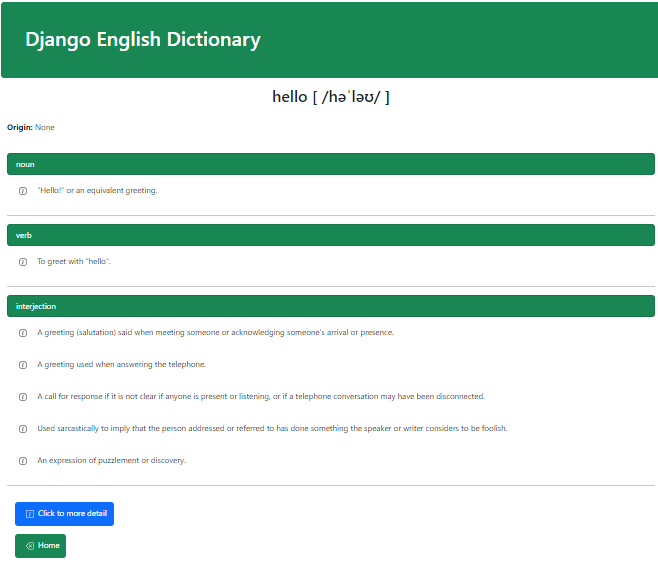 Django English Dictionary
hello [ /həˈləʊ/ ]
Origin: None
noun
"Hello!" or an equivalent greeting.
verb
To greet with "hello".
interjection
A greeting (salutation) said when meeting someone or acknowledging someone's arrival or presence.
A greeting used when answering the telephone.
A call for response if it is not clear if anyone is present or listening, or if a telephone conversation may have been disconnected.
Used sarcastically to imply that the person addressed or referred to has done something the speaker or writer considers to be foolish.
An expression of puzzlement or discovery.
Click to more detail
Home